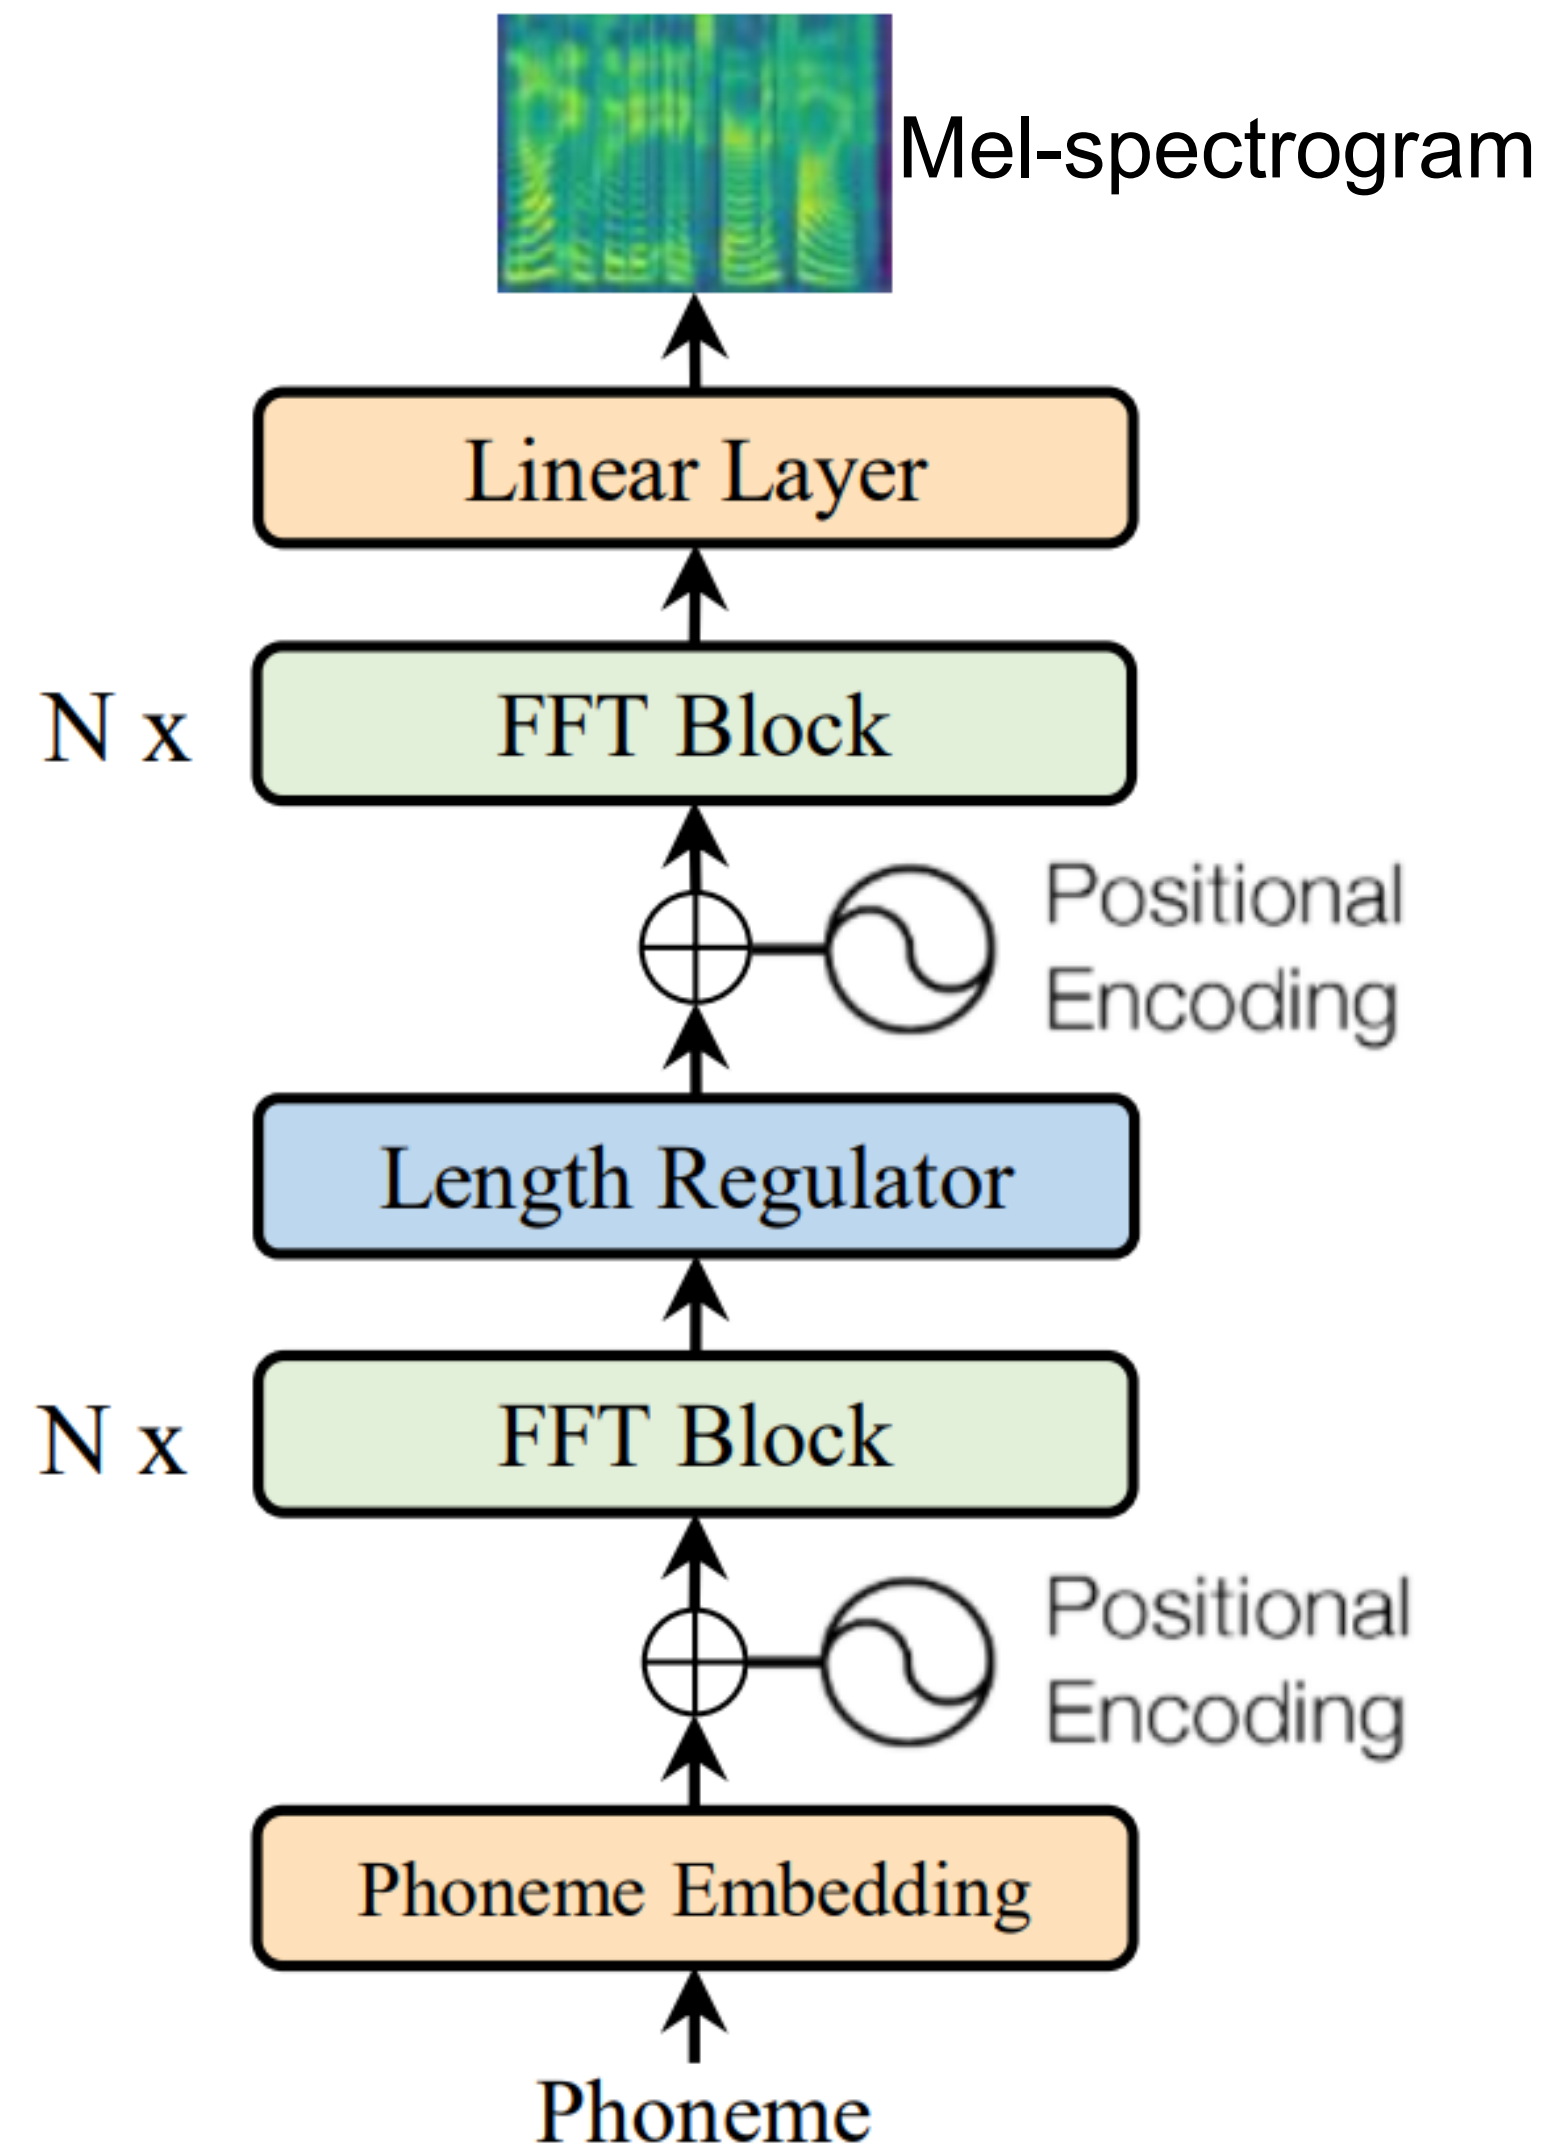 Mel-spectrogram
Linear Layer
N x
FFT Block
Positional
Encoding
Length Regulator
N x
FFT Block
Positional
Encoding
Phoneme Embedding
Phoneme